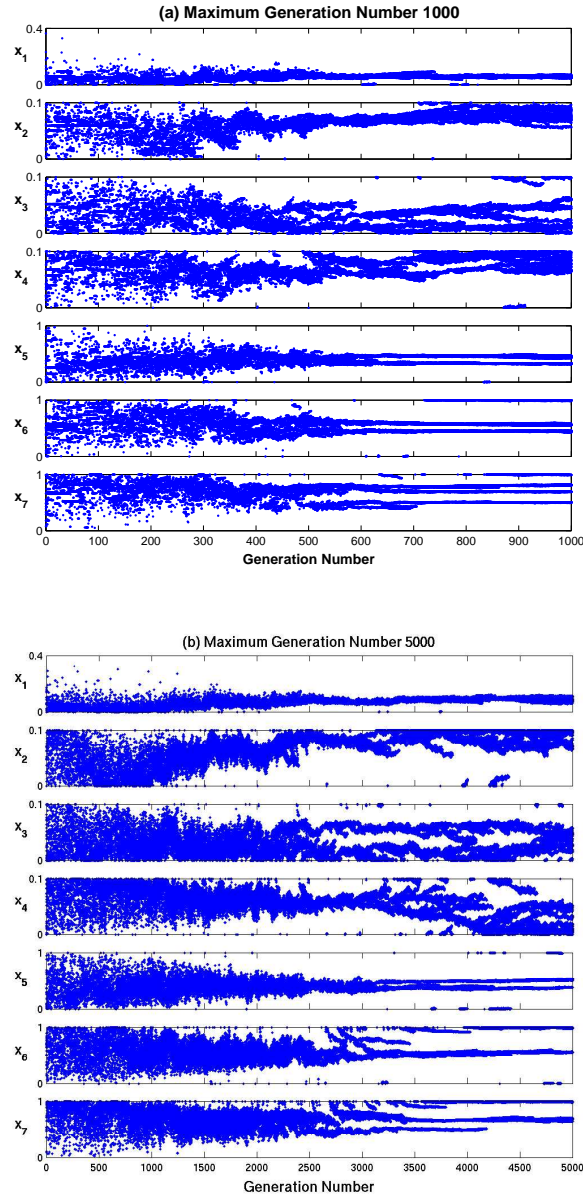 (a) Maximum Generation Number 1000
0.4
x1
0
0.1
x2
0
0.1
x3
0
0.1
x4
0
1
x5
0
1
x6
0
1
x7
0
0 100 200 300 400 500 600 700 800 900 1000
Generation Number
(b) Maximum Generation Number 5000
0.4
x1
0
0.1
x2
0
0.1
x3
0
0.1
x4
0
1
x5
0
1
x6
0
1
x7
0
0 500 1000 1500 2000 2500 3000 3500 4000 4500 5000
Generation Number